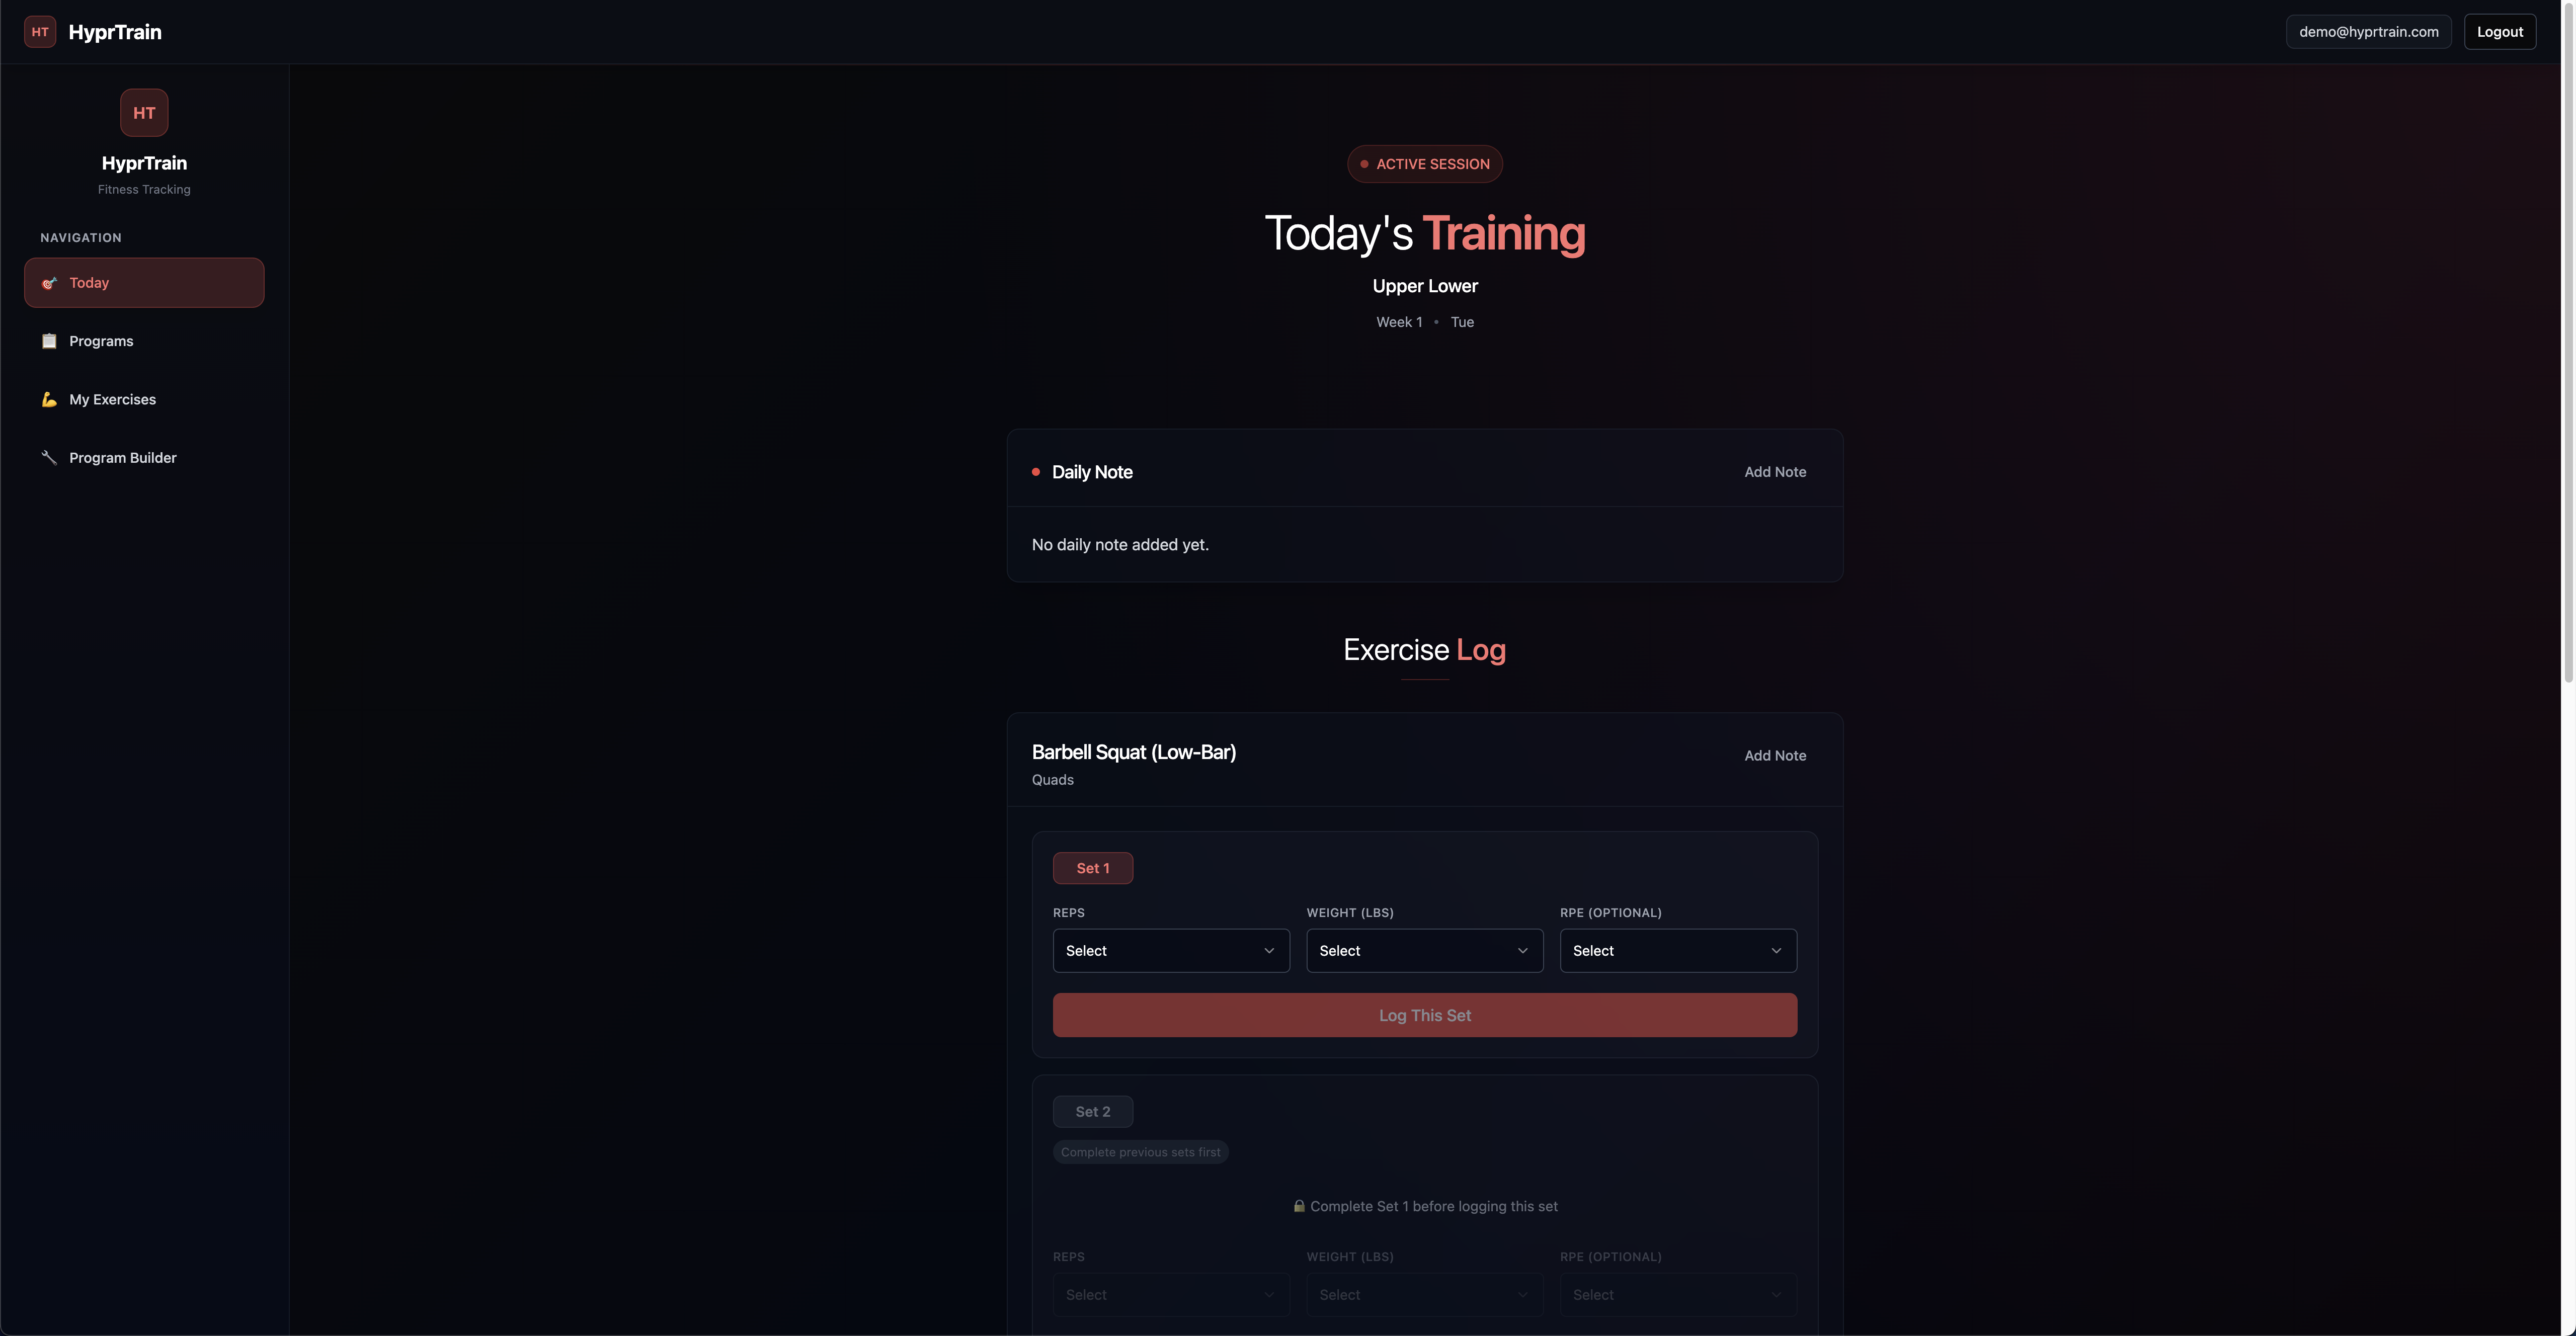 HT HyprTrain
demo@hyprtrain.com Logout
HT
HyprTrain
Fitness Tracking
NAVIGATION
Today
Programs
My Exercises
Program Builder
ACTIVE SESSION
Today's Training
Upper Lower
Week 1 • Tue
Daily Note Add Note
No daily note added yet.
Exercise Log
Barbell Squat (Low-Bar) Add Note
Quads
Set 1
REPS WEIGHT (LBS) RPE (OPTIONAL)
Select Select Select
Log This Set
Set 2
Complete previous sets first
🔒 Complete Set 1 before logging this set
REPS WEIGHT (LBS) RPE (OPTIONAL)
Select Select Select